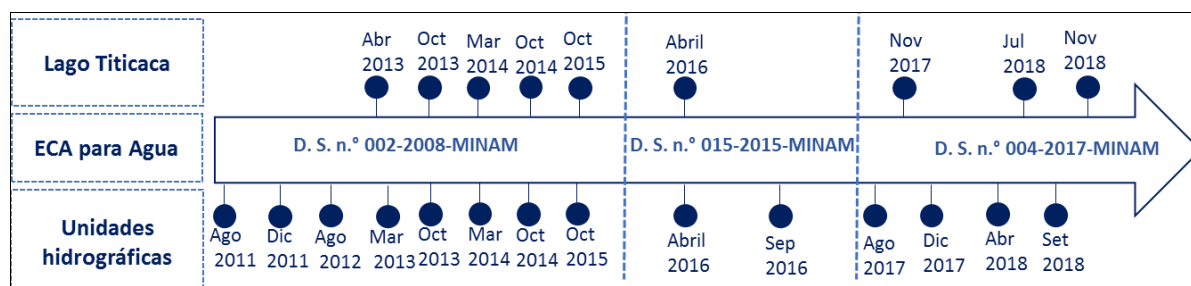 Lago Titicaca
Abr
2013
Oct
2013
Mar
2014
Oct
2014
Oct
2015
Abril
2016
Nov
2017
Jul
2018
Nov
2018
ECA para Agua
D. S. n.° 002-2008-MINAM
D. S. n.° 015-2015-MINAM
D. S. n.° 004-2017-MINAM
Unidades
hidrográficas
Ago
2011
Dic
2011
Ago
2012
Mar
2013
Oct
2013
Mar
2014
Oct
2014
Oct
2015
Abril
2016
Sep
2016
Ago
2017
Dic
2017
Abr
2018
Set
2018